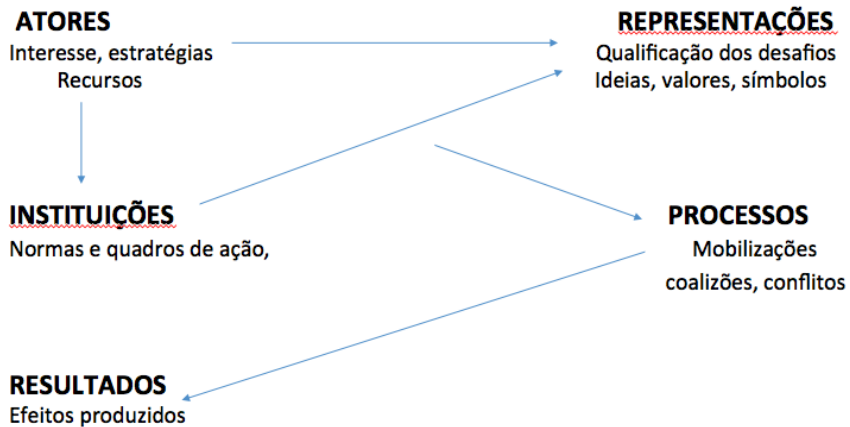 ATORES
Interesse, estratégias
Recursos
REPRESENTAÇÕES
Qualificação dos desafios
Ideias, valores, símbolos
INSTITUIÇÕES
Normas e quadros de ação,
PROCESSOS
Mobilizações
coalizões, conflitos
RESULTADOS
Efeitos produzidos